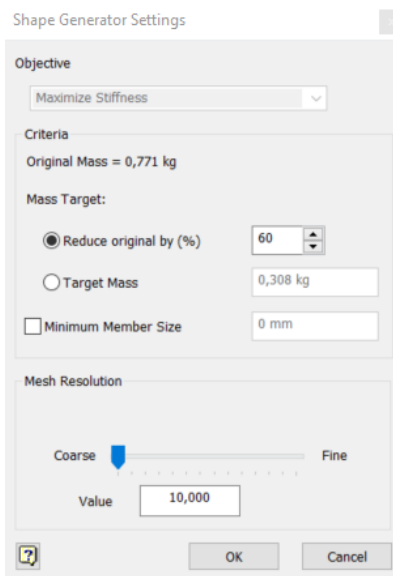 Shape Generator Settings
Objective
Maximize Stiffness
Criteria
Original Mass = 0,771 kg
Mass Target:
Reduce original by (%) 60
Target Mass 0,308 kg
Minimum Member Size 0 mm
Mesh Resolution
Coarse Fine
Value 10,000
? OK Cancel